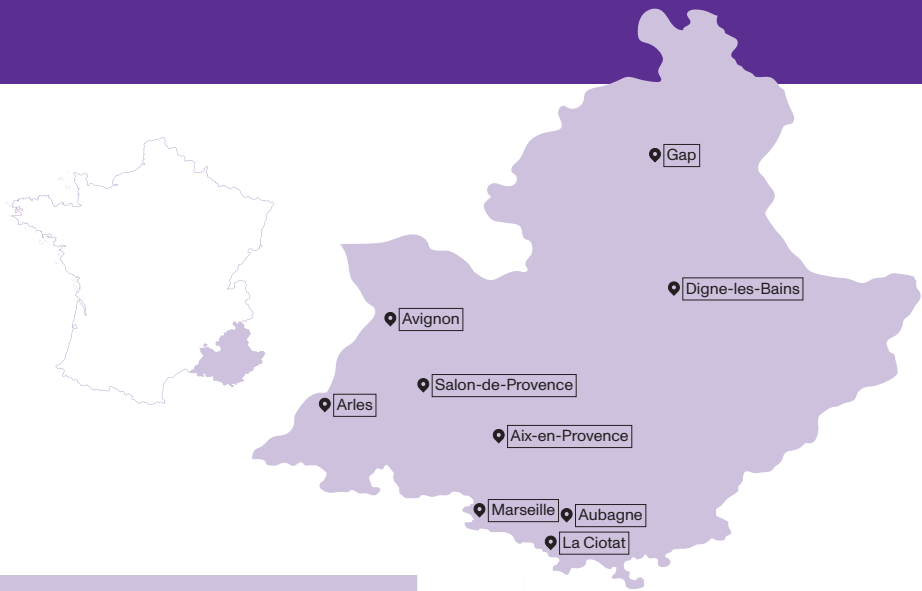 Gap
Digne-les-Bains
Avignon
Salon-de-Provence
Arles
Aix-en-Provence
Marseille
Aubagne
La Ciotat